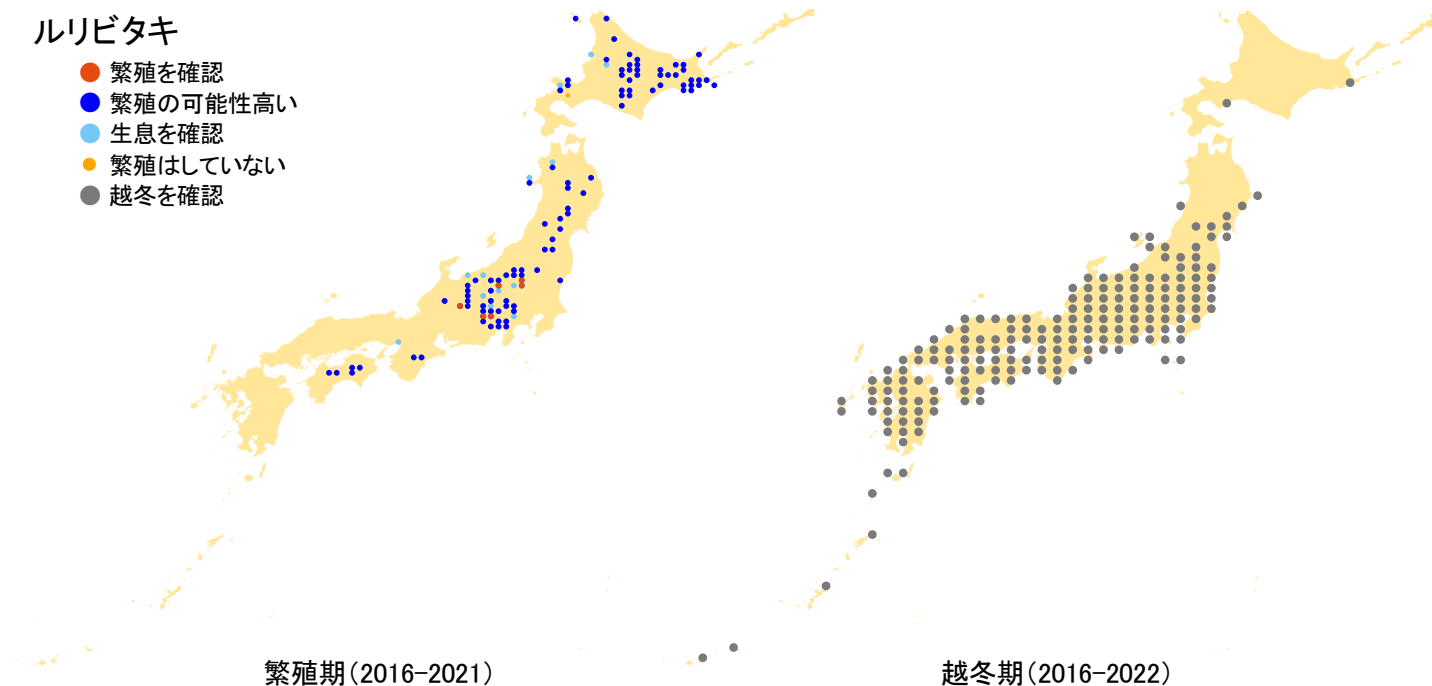 ルリビタキ
繁殖を確認
繁殖の可能性高い
生息を確認
繁殖はしていない
越冬を確認
繁殖期(2016-2021)
越冬期(2016-2022)